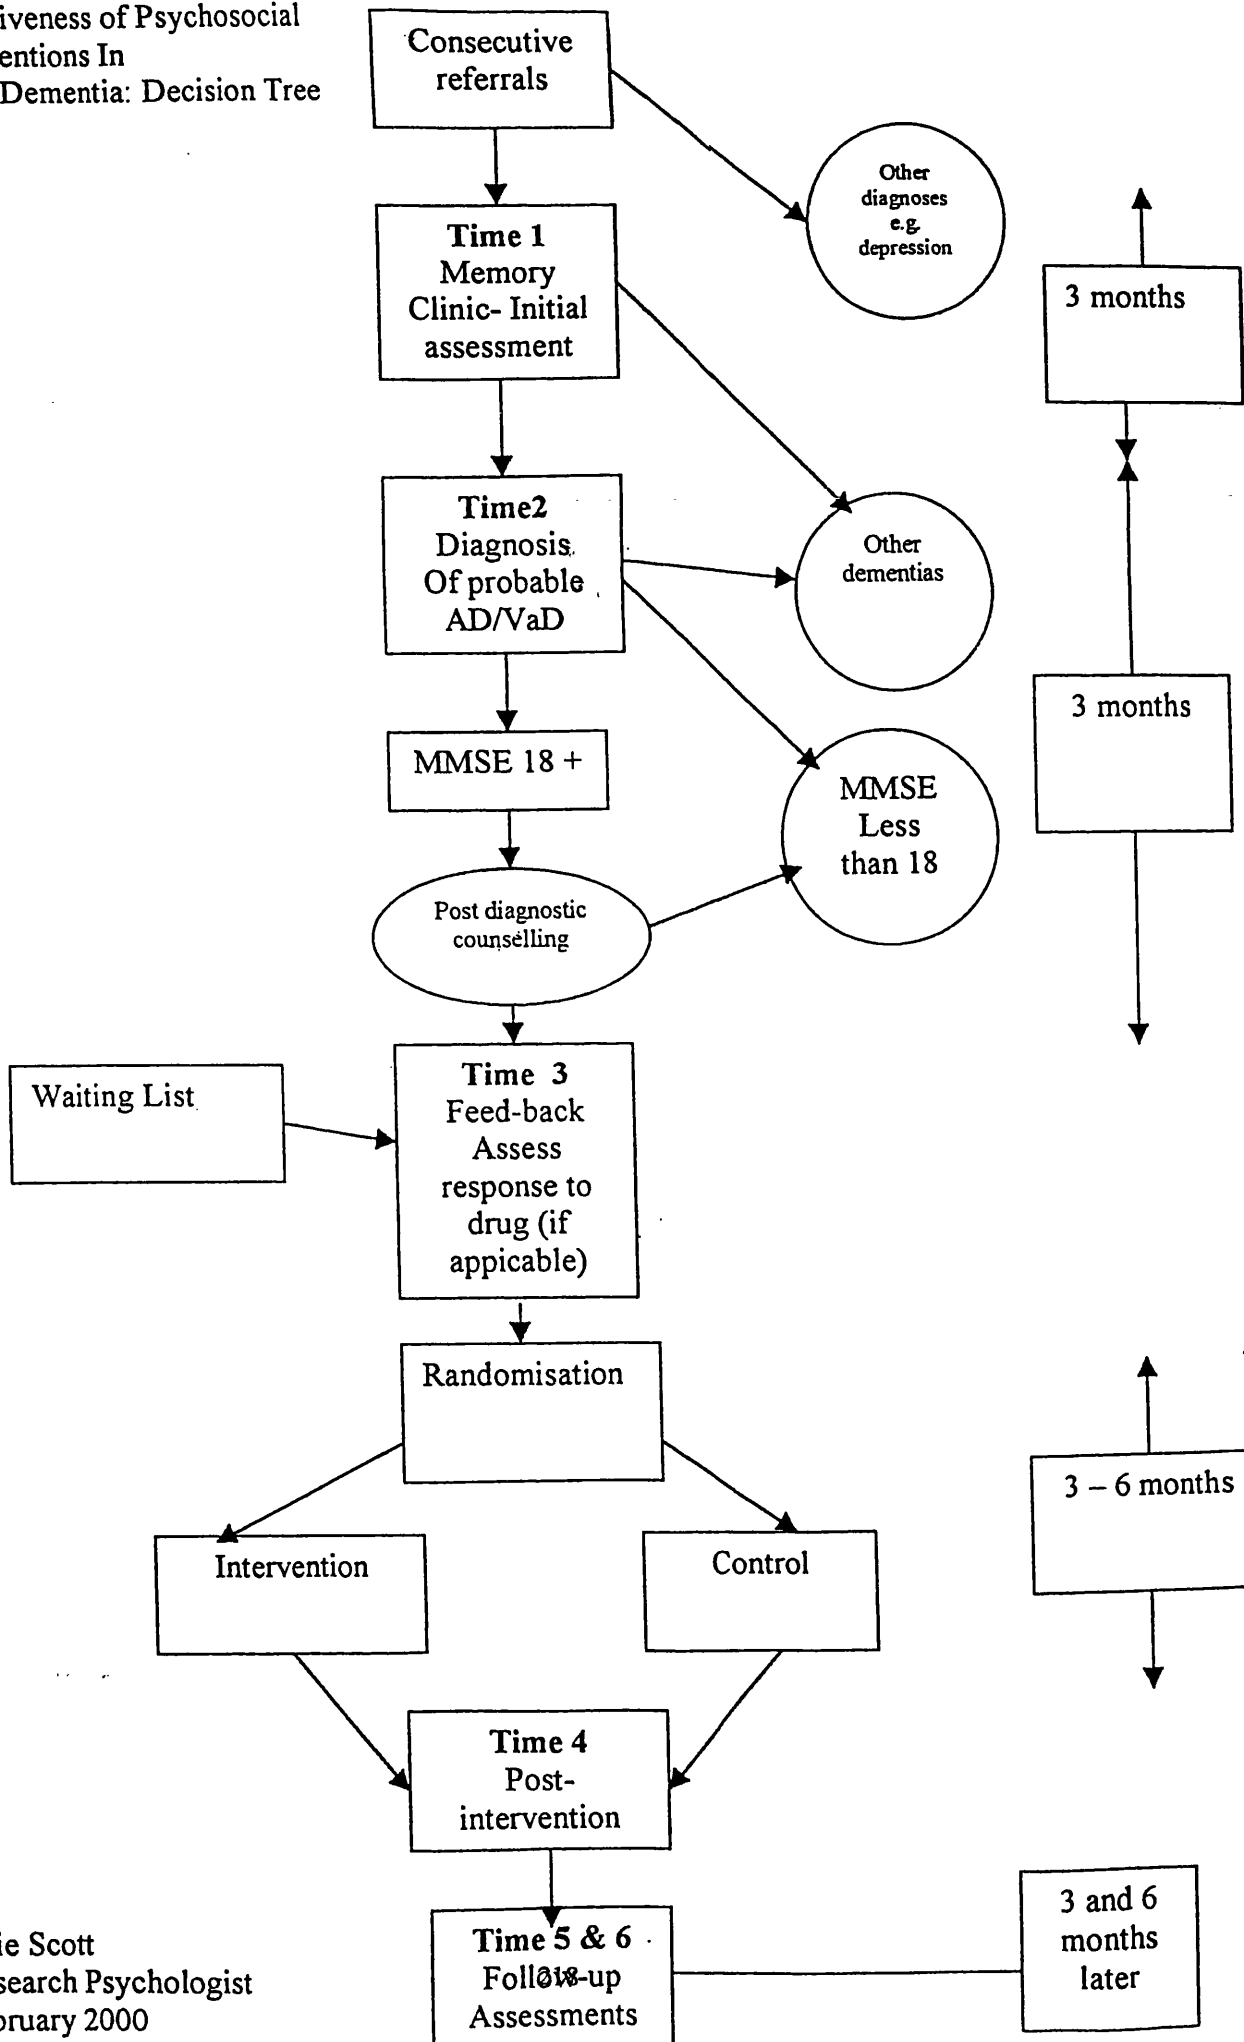 iveness of Psychosocial
entions In
Dementia: Decision Tree
Consecutive
referrals
Other
diagnoses
e.g.
depression
Time 1
Memory
Clinic- Initial
assessment
3 months
Time2
Diagnosis
Of probable
AD/VaD
Other
dementias
3 months
MMSE 18 +
MMSE
Less
than 18
Post diagnostic
counselling
Waiting List
Time 3
Feed-back
Assess
response to
drug (if
appicable)
Randomisation
3 – 6 months
Intervention
Control
Time 4
Post-
intervention
Time 5 & 6
Follow-up
Assessments
3 and 6
months
later
ie Scott
search Psychologist
oruary 2000